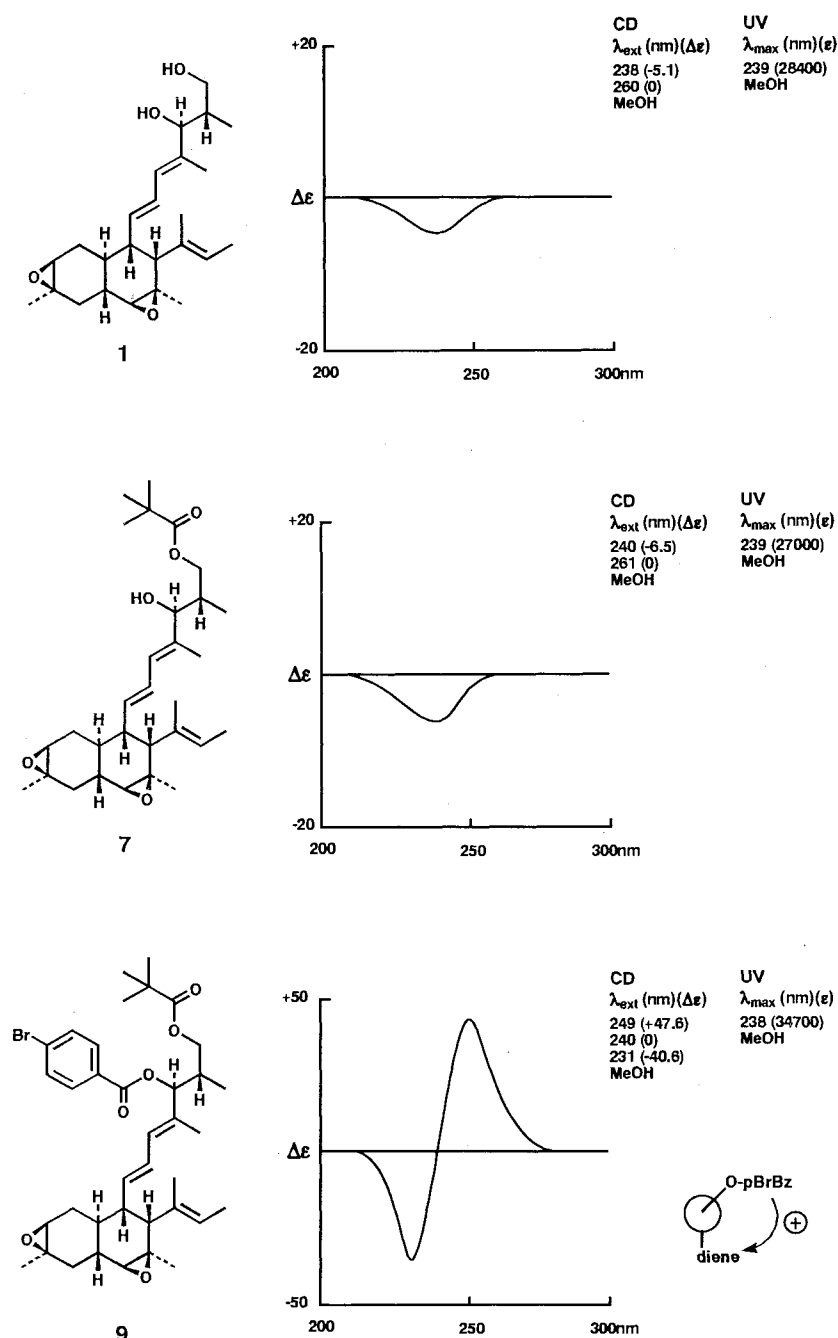 +20
CD UV
λext (nm)(Δε) λmax (nm)(ε)
238 (-5.1) 239 (28400)
260 (0) MeOH
MeOH
HO
H
HO
H
Δε
H H
O
H
H O
-20
200 250 300nm
1
+20
CD UV
λext (nm)(Δε) λmax (nm)(ε)
240 (-6.5) 239 (27000)
261 (0) MeOH
MeOH
O
O
H
HO
H
Δε
H H
O
H
H O
-20
200 250 300nm
7
+50
CD UV
λext (nm)(Δε) λmax (nm)(ε)
249 (+47.6) 238 (34700)
240 (0) MeOH
231 (-40.6)
MeOH
O
Br
O
H
O
H
O
Δε
O-pBrBz
+
diene
H H
O
H
H O
-50
200 250 300nm
9